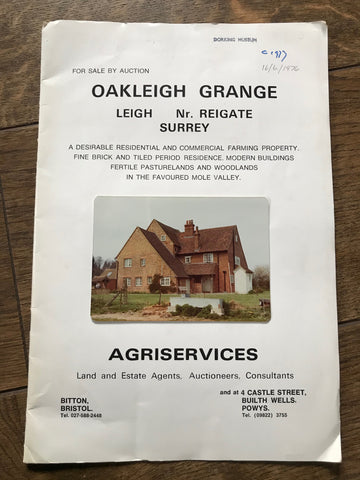 DORKING MUSEUM
c 1977
16/4/1976
FOR SALE BY AUCTION
OAKLEIGH GRANGE
LEIGH Nr. REIGATE
SURREY
A DESIRABLE RESIDENTIAL AND COMMERCIAL FARMING PROPERTY.
FINE BRICK AND TILED PERIOD RESIDENCE. MODERN BUILDINGS
FERTILE PASTURELANDS AND WOODLANDS
IN THE FAVOURED MOLE VALLEY.
AGRISERVICES
Land and Estate Agents, Auctioneers, Consultants
BITTON,
BRISTOL.
Tel. 027-588-2448
and at 4 CASTLE STREET,
BUILTH WELLS.
POWYS.
Tel: (09822) 3755